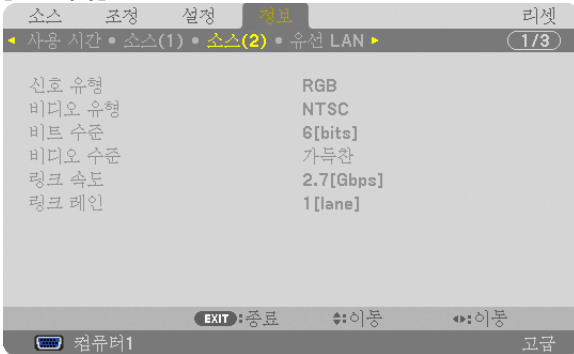 소스 조정 설정 정보 리셋
◂ 사용 시간 • 소스(1) • 소스(2) • 유선 LAN ▸ 1/3
신호 유형 RGB
비디오 유형 NTSC
비트 수준 6[bits]
비디오 수준 가득찬
링크 속도 2.7[Gbps]
링크 레인 1[lane]
EXIT:종료 :이동 :이동
컴퓨터1 고급